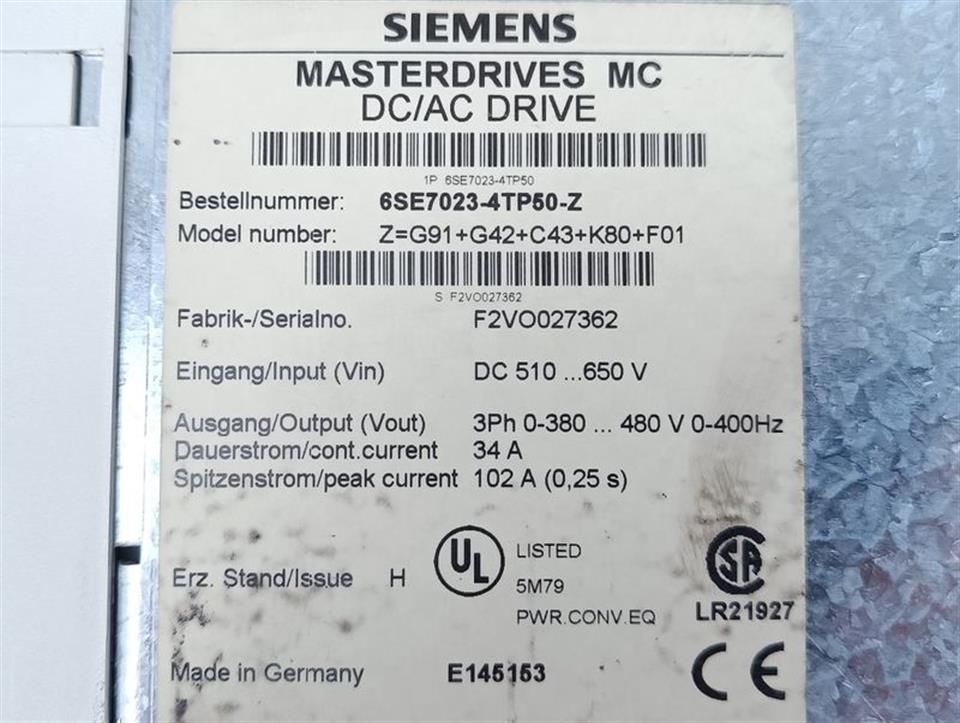 SIEMENS
MASTERDRIVES MC
DC/AC DRIVE
1P 6SE7023-4TP50
Bestellnummer: 6SE7023-4TP50-Z
Model number: Z=G91+G42+C43+K80+F01
S F2VO027362
Fabrik-/Serialno. F2VO027362
Eingang/Input (Vin) DC 510 ...650 V
Ausgang/Output (Vout) 3Ph 0-380 ... 480 V 0-400Hz
Dauerstrom/cont.current 34 A
Spitzenstrom/peak current 102 A (0,25 s)
Erz. Stand/Issue H
UL LISTED
5M79
PWR.CONV.EQ
SA
LR21927
Made in Germany E145153 CE